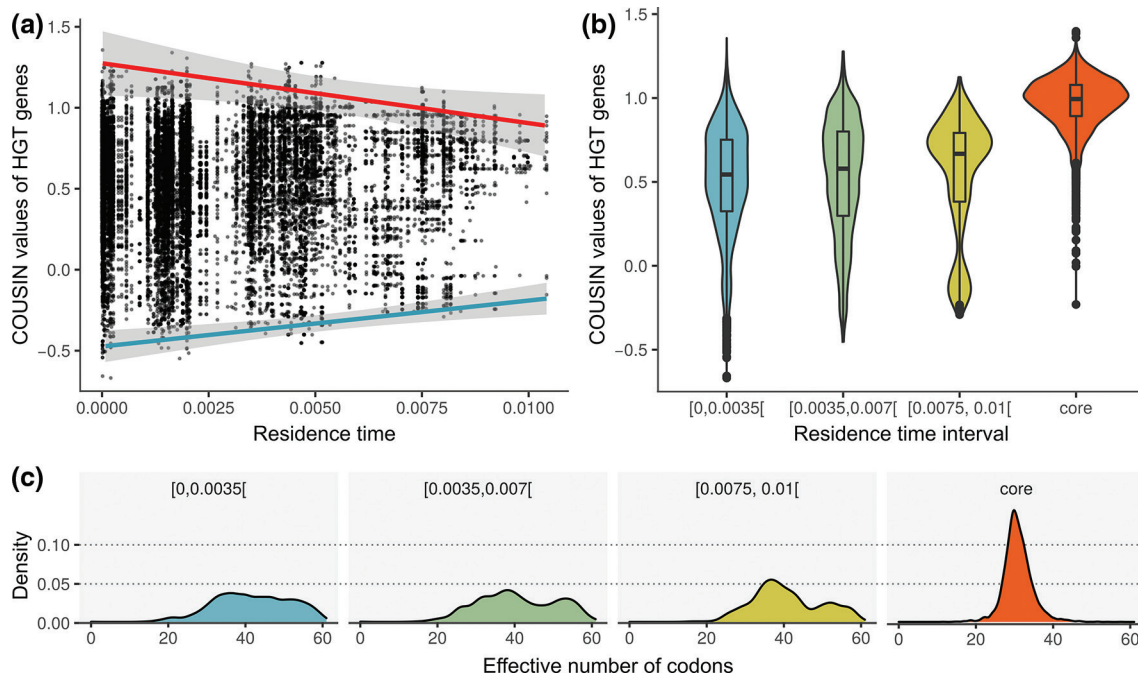 (a)
COUSIN values of HGT genes
1.5
1.0
0.5
0.0
−0.5
0.0000 0.0025 0.0050 0.0075 0.0100
Residence time
(b)
COUSIN values of HGT genes
1.5
1.0
0.5
0.0
−0.5
[0,0.0035[ [0.0035,0.007[ [0.0075, 0.01[ core
Residence time interval
(c)
[0,0.0035[ [0.0035,0.007[ [0.0075, 0.01[ core
Density
0.10
0.05
0.00
0 20 40 60 0 20 40 60 0 20 40 60 0 20 40 60
Effective number of codons